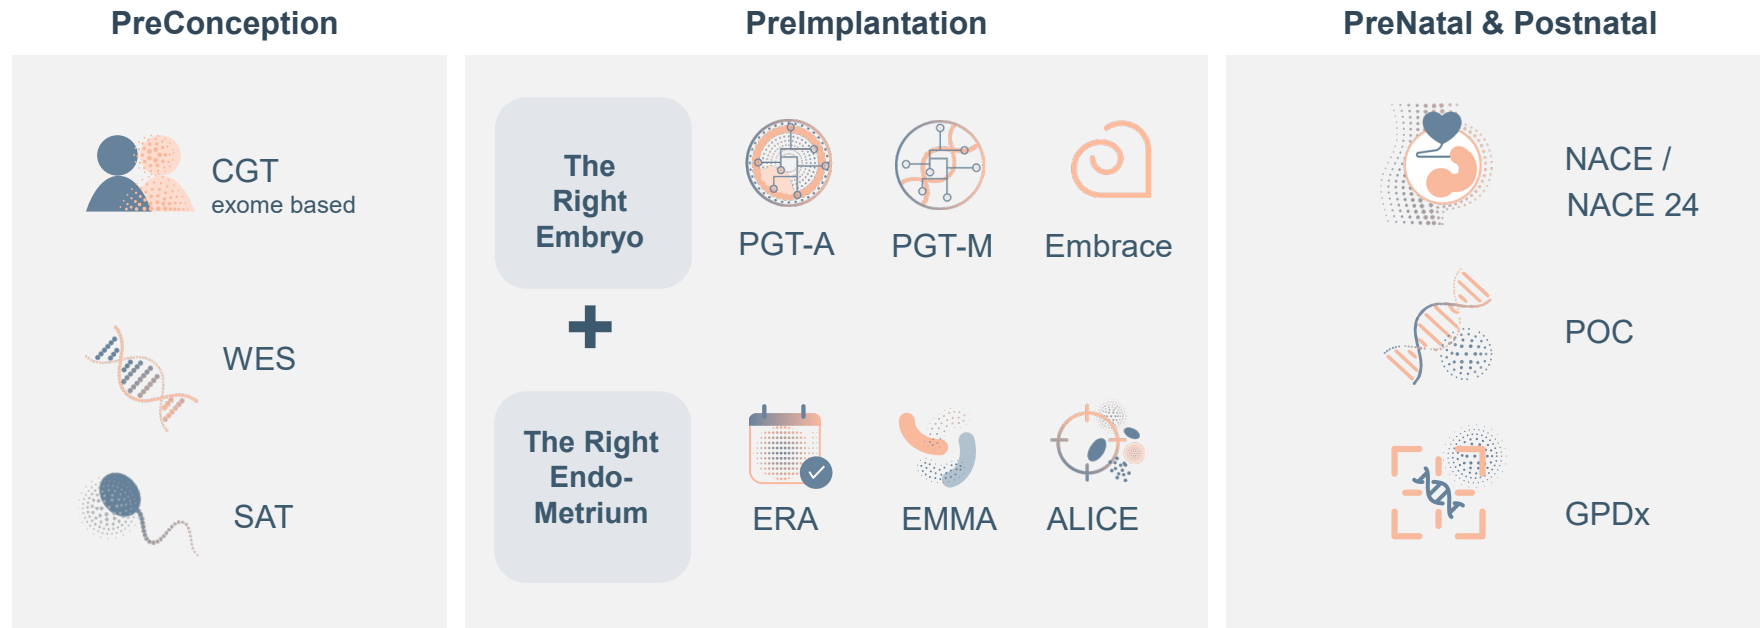 PreConception
CGT
exome based
WES
SAT
PreImplantation
The
Right
Embryo
PGT-A
PGT-M
Embrace
The Right
Endo-
Metrium
ERA
EMMA
ALICE
PreNatal & Postnatal
NACE /
NACE 24
POC
GPDx